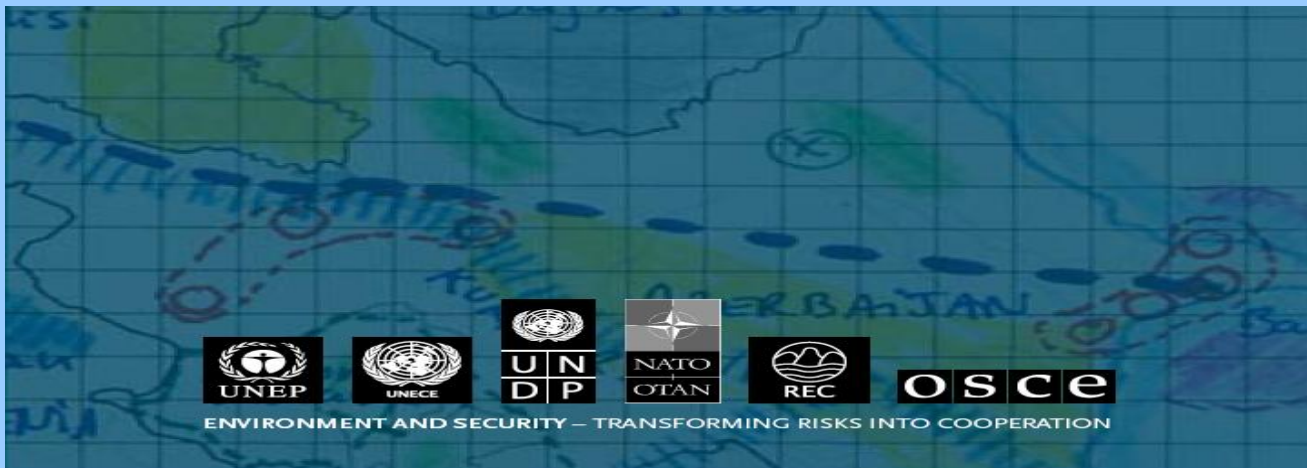 AZERBAIJAN
UNEP
UNECE
U N
D P
NATO
OTAN
REC
osce
ENVIRONMENT AND SECURITY – TRANSFORMING RISKS INTO COOPERATION